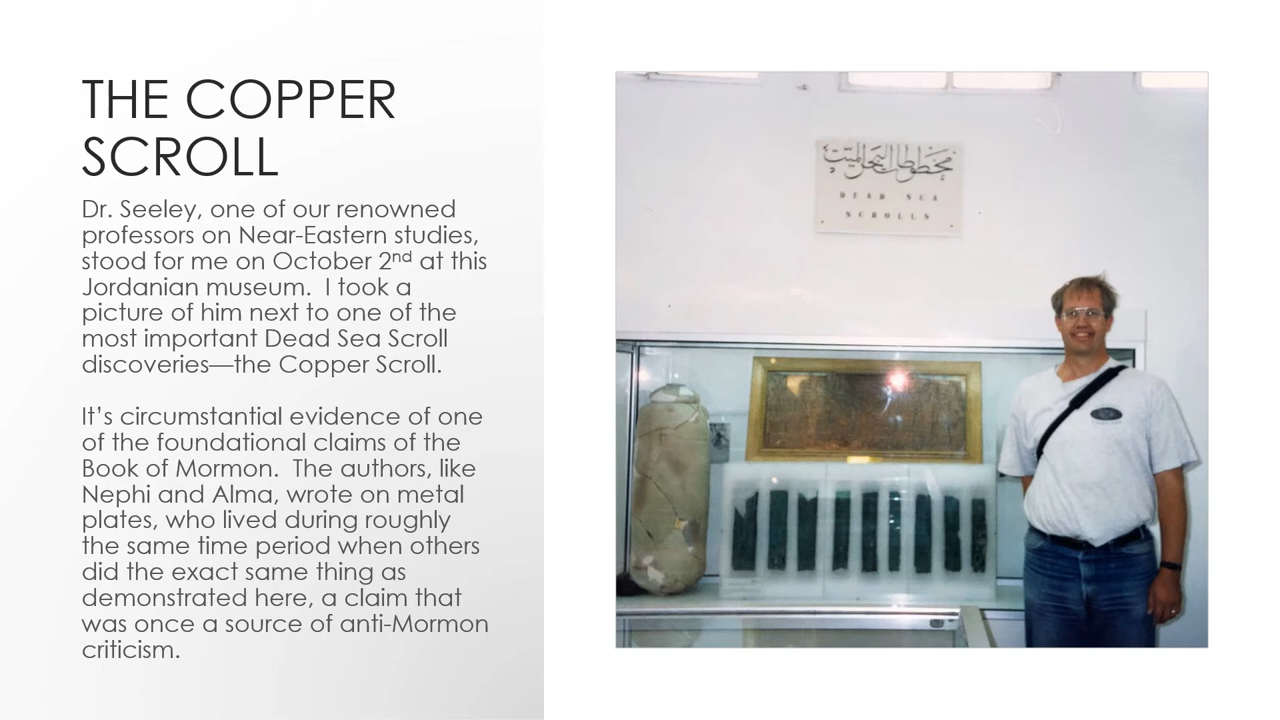 THE COPPER
SCROLL
Dr. Seeley, one of our renowned
professors on Near-Eastern studies,
stood for me on October 2nd at this
Jordanian museum.  I took a
picture of him next to one of the
most important Dead Sea Scroll
discoveries—the Copper Scroll.
It’s circumstantial evidence of one
of the foundational claims of the
Book of Mormon.  The authors, like
Nephi and Alma, wrote on metal
plates, who lived during roughly
the same time period when others
did the exact same thing as
demonstrated here, a claim that
was once a source of anti-Mormon
criticism.
مخطوطات البحر الميت
DEAD SEA
SCROLLS